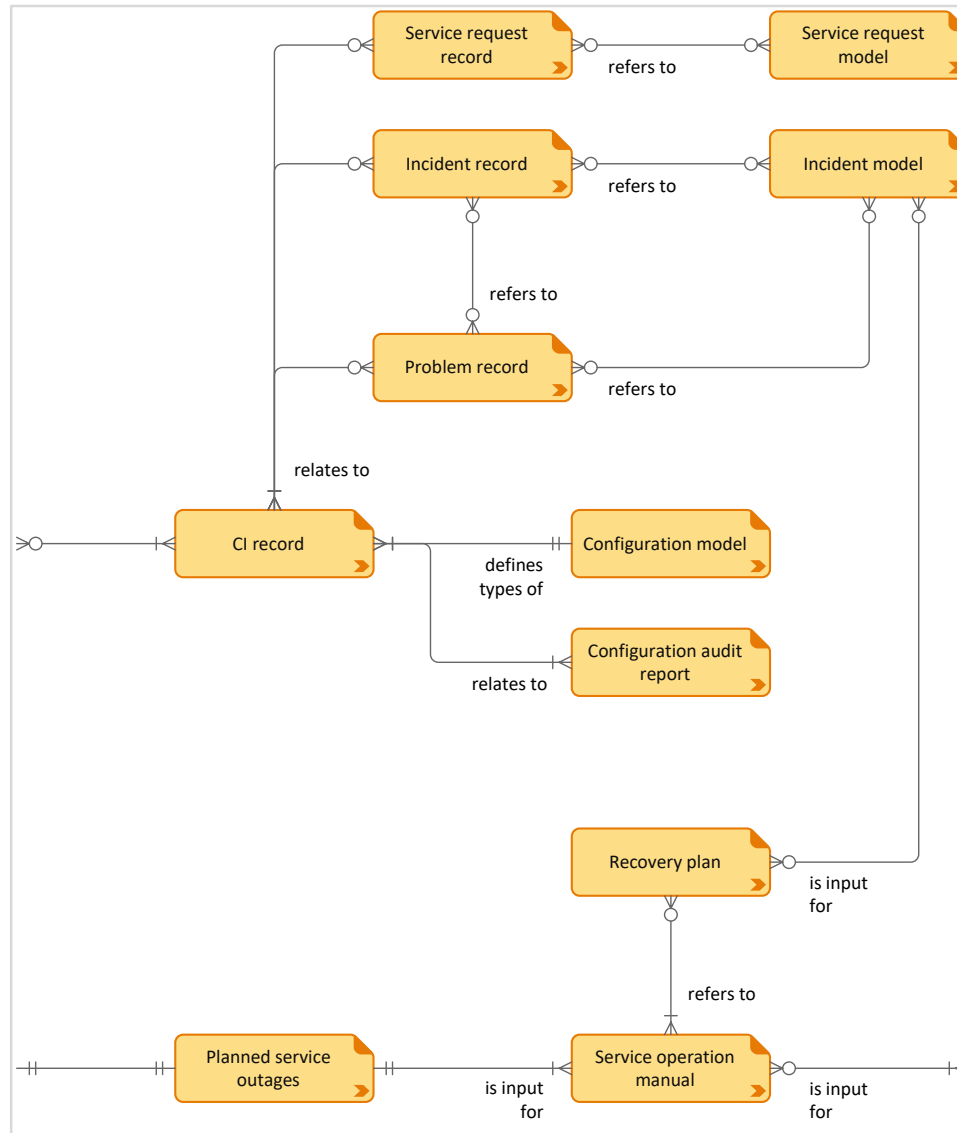 Service request
record
refers to
Service request
model
Incident record
refers to
Incident model
refers to
Problem record
refers to
relates to
CI record
defines
types of
Configuration model
Configuration audit
report
relates to
Recovery plan
is input
for
refers to
Planned service
outages
is input
for
Service operation
manual
is input
for